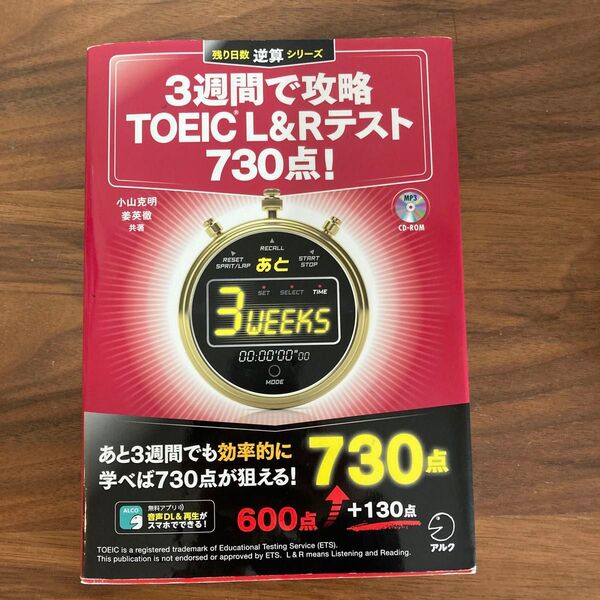 残り日数 逆算 シリーズ
3週間で攻略
TOEIC® L&Rテスト
730点!
小山克明
姜英徹
共著
MP3
CD-ROM
RECALL
RESET
SPRIT/LAP
あと
START
STOP
SET
SELECT
TIME
3 WEEKS
00:00'00"00
MODE
あと3週間でも効率的に
学べば730点が狙える!
730点
600点
+130点
ALCO
無料アプリ
音声DL&再生が
スマホでできる!
アルク
TOEIC is a registered trademark of Educational Testing Service (ETS).
This publication is not endorsed or approved by ETS. L&R means Listening and Reading.